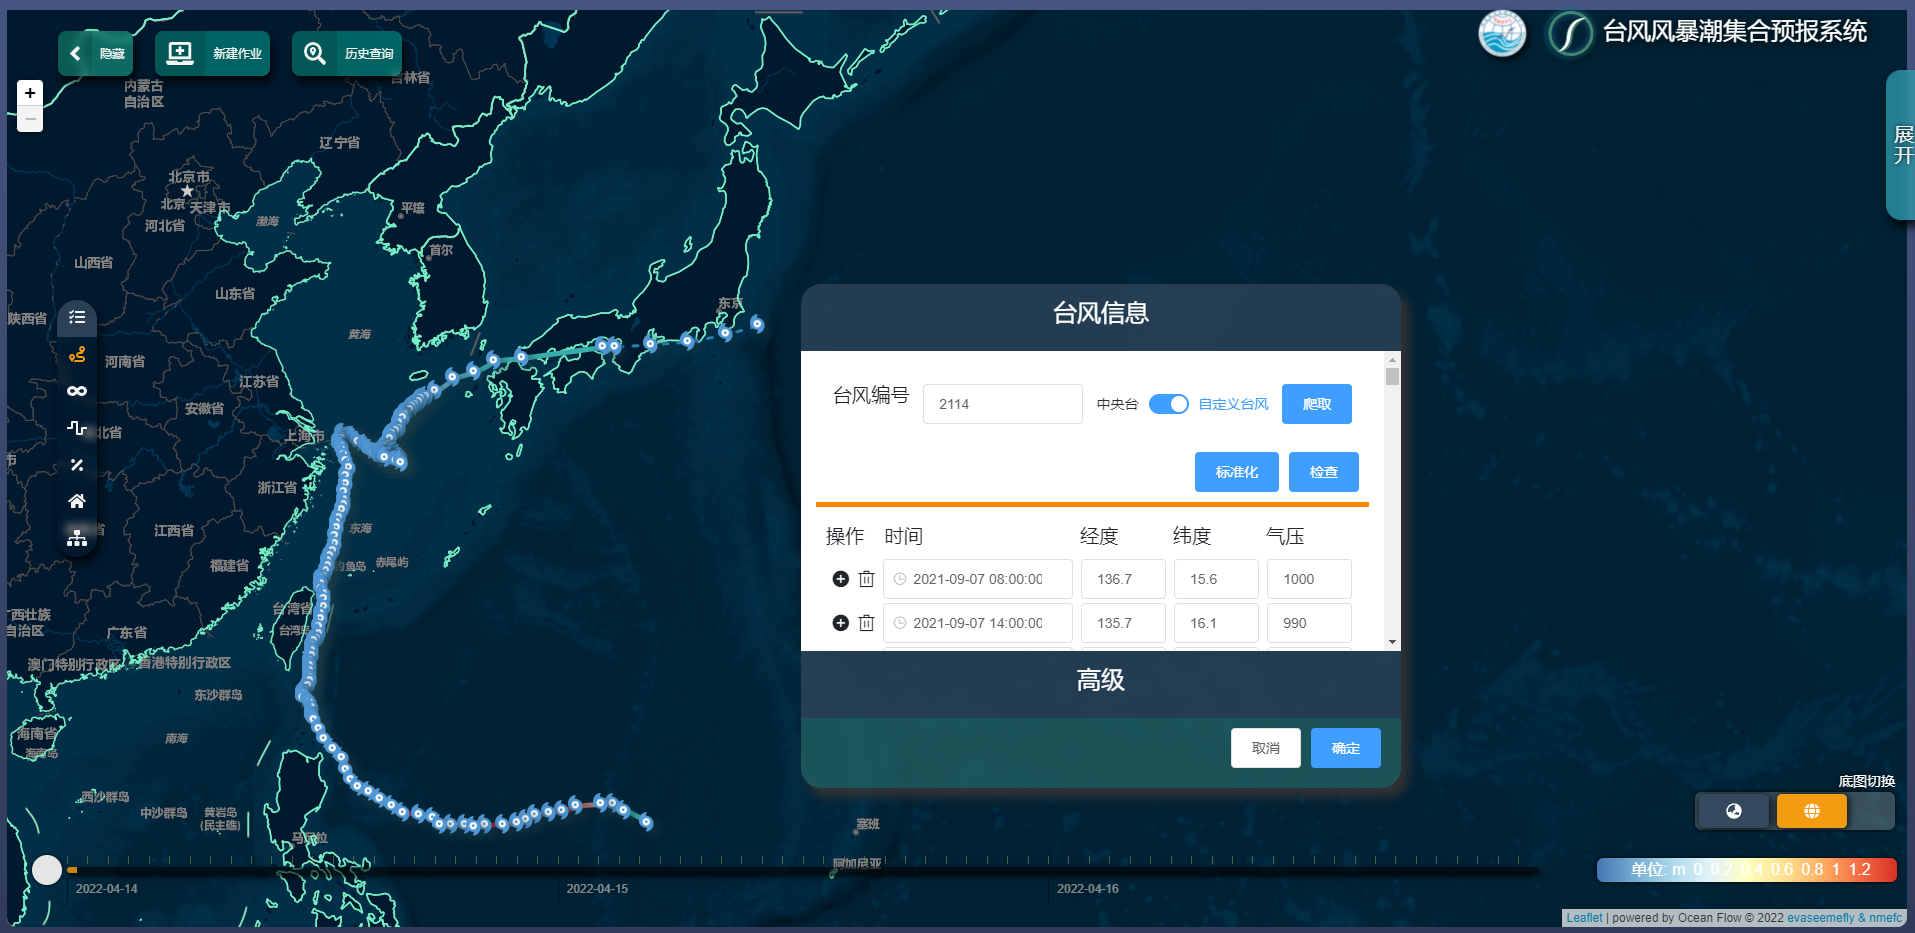 隐藏
新建作业
历史查询
台风风暴潮集合预报系统
+
−
展开
内蒙古
自治区
吉林省
辽宁省
北京市
北京
天津市
河北省
渤海
平壤
首尔
山西省
山东省
陕西省
黄海
东京
河南省
江苏省
安徽省
北省
上海市
浙江省
江西省
东海
钓鱼岛
赤尾屿
福建省
台湾省
台湾岛
广西壮族
自治区
广东省
澳门特别行政区
香港特别行政区
东沙群岛
海南省
海南岛
南海
西沙群岛
中沙群岛
黄岩岛
(民主礁)
马尼拉
塞班
阿加尼亚
台风信息
台风编号
2114
中央台
自定义台风
爬取
标准化
检查
操作 时间 经度 纬度 气压
2021-09-07 08:00:00 136.7 15.6 1000
2021-09-07 14:00:00 135.7 16.1 990
高级
取消
确定
底图切换
单位: m 0 0.2 0.4 0.6 0.8 1 1.2
2022-04-14
2022-04-15
2022-04-16
Leaflet | powered by Ocean Flow © 2022 evaseemefly & nmefc